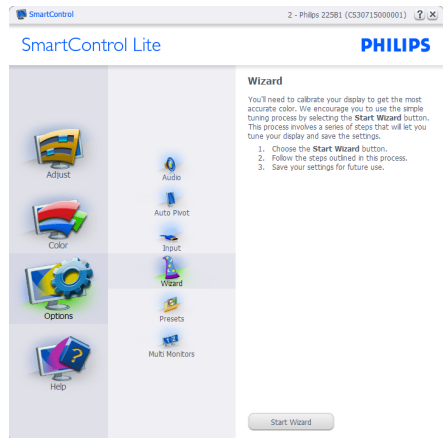 SmartControl
2 - Philips 225B1 (CS30715000001) ? X
SmartControl Lite
PHILIPS
Adjust
Color
Options
Help
Audio
Auto Pivot
Input
Wizard
Presets
Multi Monitors
Wizard
You'll need to calibrate your display to get the most
accurate color. We encourage you to use the simple
tuning process by selecting the Start Wizard button.
This process involves a series of steps that will let you
tune your display and save the settings.
1. Choose the Start Wizard button.
2. Follow the steps outlined in this process.
3. Save your settings for future use.
Start Wizard